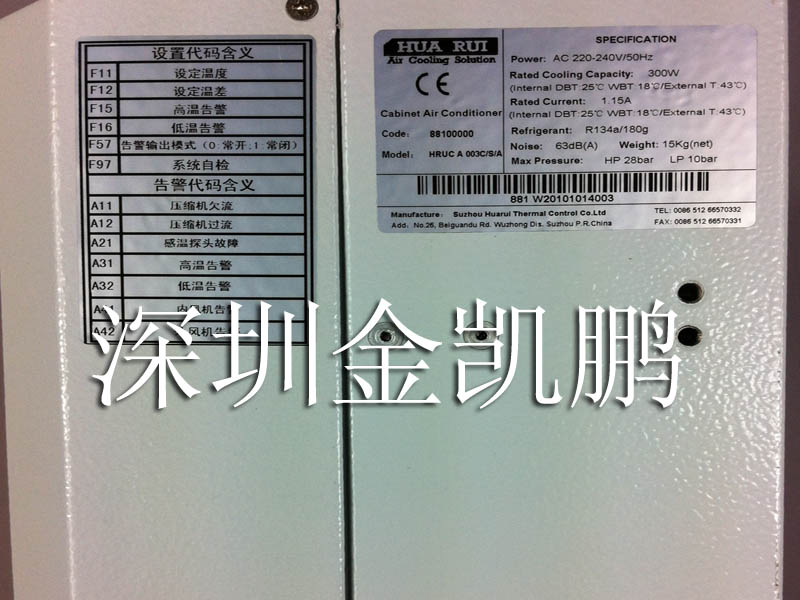 设置代码含义
F11 设定温度
F12 设定温差
F15 高温告警
F16 低温告警
F57 告警输出模式(0:常开,1:常闭)
F97 系统自检
告警代码含义
A11 压缩机欠流
A12 压缩机过流
A21 感温探头故障
A31 高温告警
A32 低温告警
内风机告
A42 风机告
HUA RUI
Air Cooling Solution
CE
Cabinet Air Conditioner
Code: 88100000
Model: HRUC A 003C/S/A
SPECIFICATION
Power: AC 220-240V/50Hz
Rated Cooling Capacity: 300W
(Internal DBT:25℃ WBT:18℃/External T:43℃)
Rated Current: 1.15A
(Internal DBT:25℃ WBT:18℃/External T:43℃)
Refrigerant: R134a/180g
Noise: 63dB(A) Weight: 15Kg(net)
Max Pressure: HP 28bar LP 10bar
881 W20101014003
Manufacture: Suzhou Huarui Thermal Control Co.Ltd
Add: No.26, Beiguandu Rd. Wuzhong Dis. Suzhou P.R.China
TEL: 0086 512 66570332
FAX: 0086 512 66570331
深圳金凯鹏